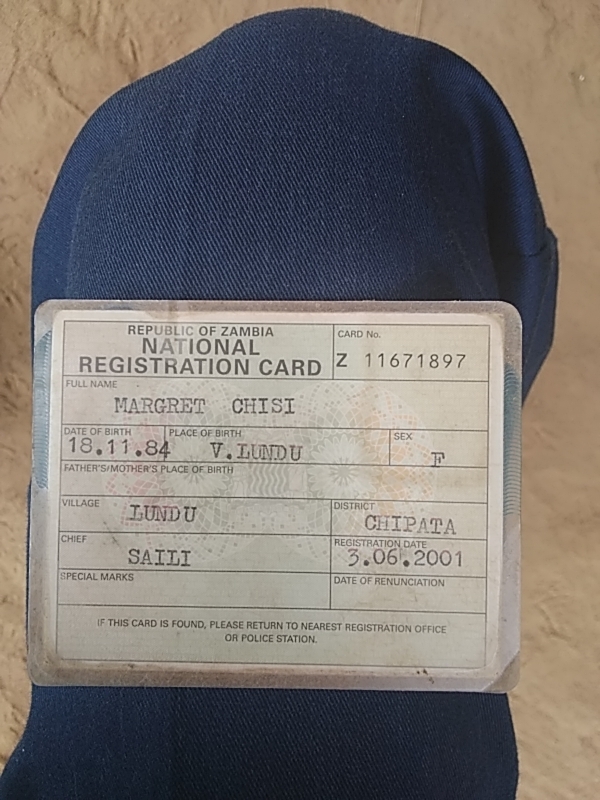 REPUBLIC OF ZAMBIA
NATIONAL
REGISTRATION CARD
CARD No.
Z 11671897
FULL NAME
MARGRET CHISI
DATE OF BIRTH
18.11.84
PLACE OF BIRTH
V.LUNDU
SEX
F
FATHER'S/MOTHER'S PLACE OF BIRTH
VILLAGE
LUNDU
DISTRICT
CHIPATA
CHIEF
SAILI
REGISTRATION DATE
3.06.2001
SPECIAL MARKS
DATE OF RENUNCIATION
IF THIS CARD IS FOUND, PLEASE RETURN TO NEAREST REGISTRATION OFFICE
OR POLICE STATION.